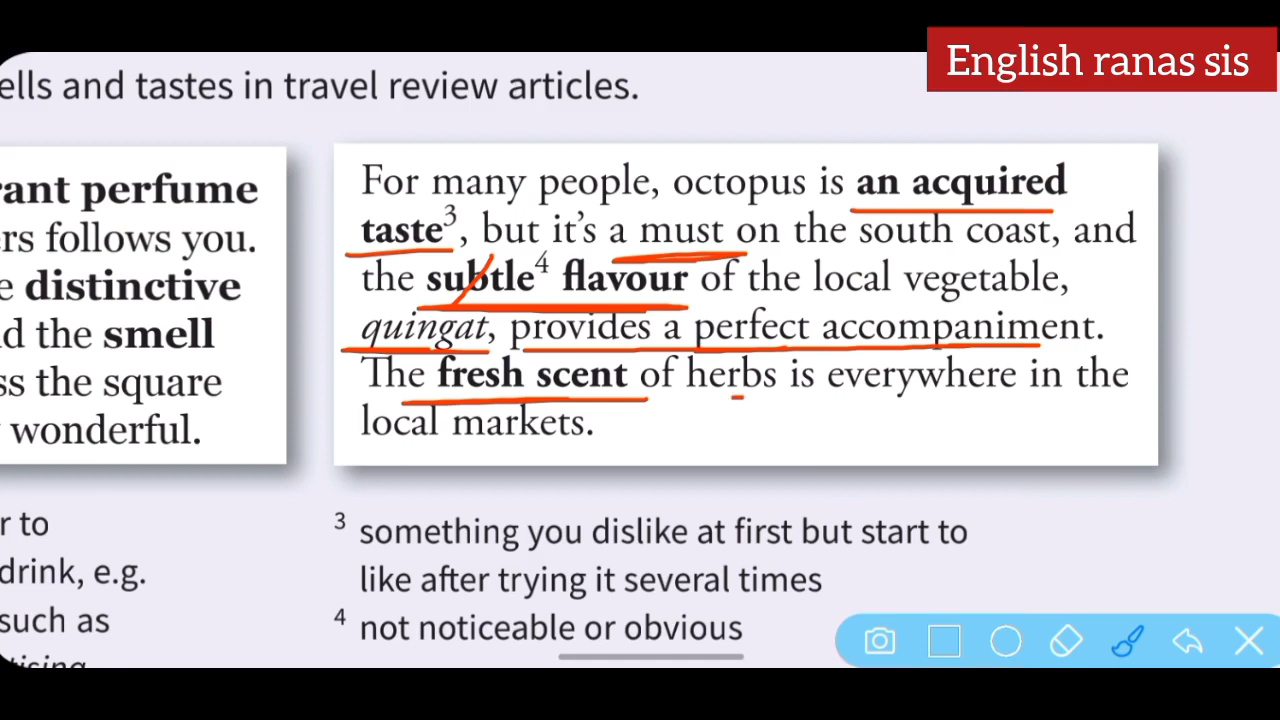 English ranas sis
ells and tastes in travel review articles.
rant perfume
ers follows you.
e distinctive
d the smell
ss the square
wonderful.
For many people, octopus is an acquired
taste³, but it's a must on the south coast, and
the subtle⁴ flavour of the local vegetable,
quingat, provides a perfect accompaniment.
The fresh scent of herbs is everywhere in the
local markets.
r to
drink, e.g.
such as
3 something you dislike at first but start to
like after trying it several times
4 not noticeable or obvious